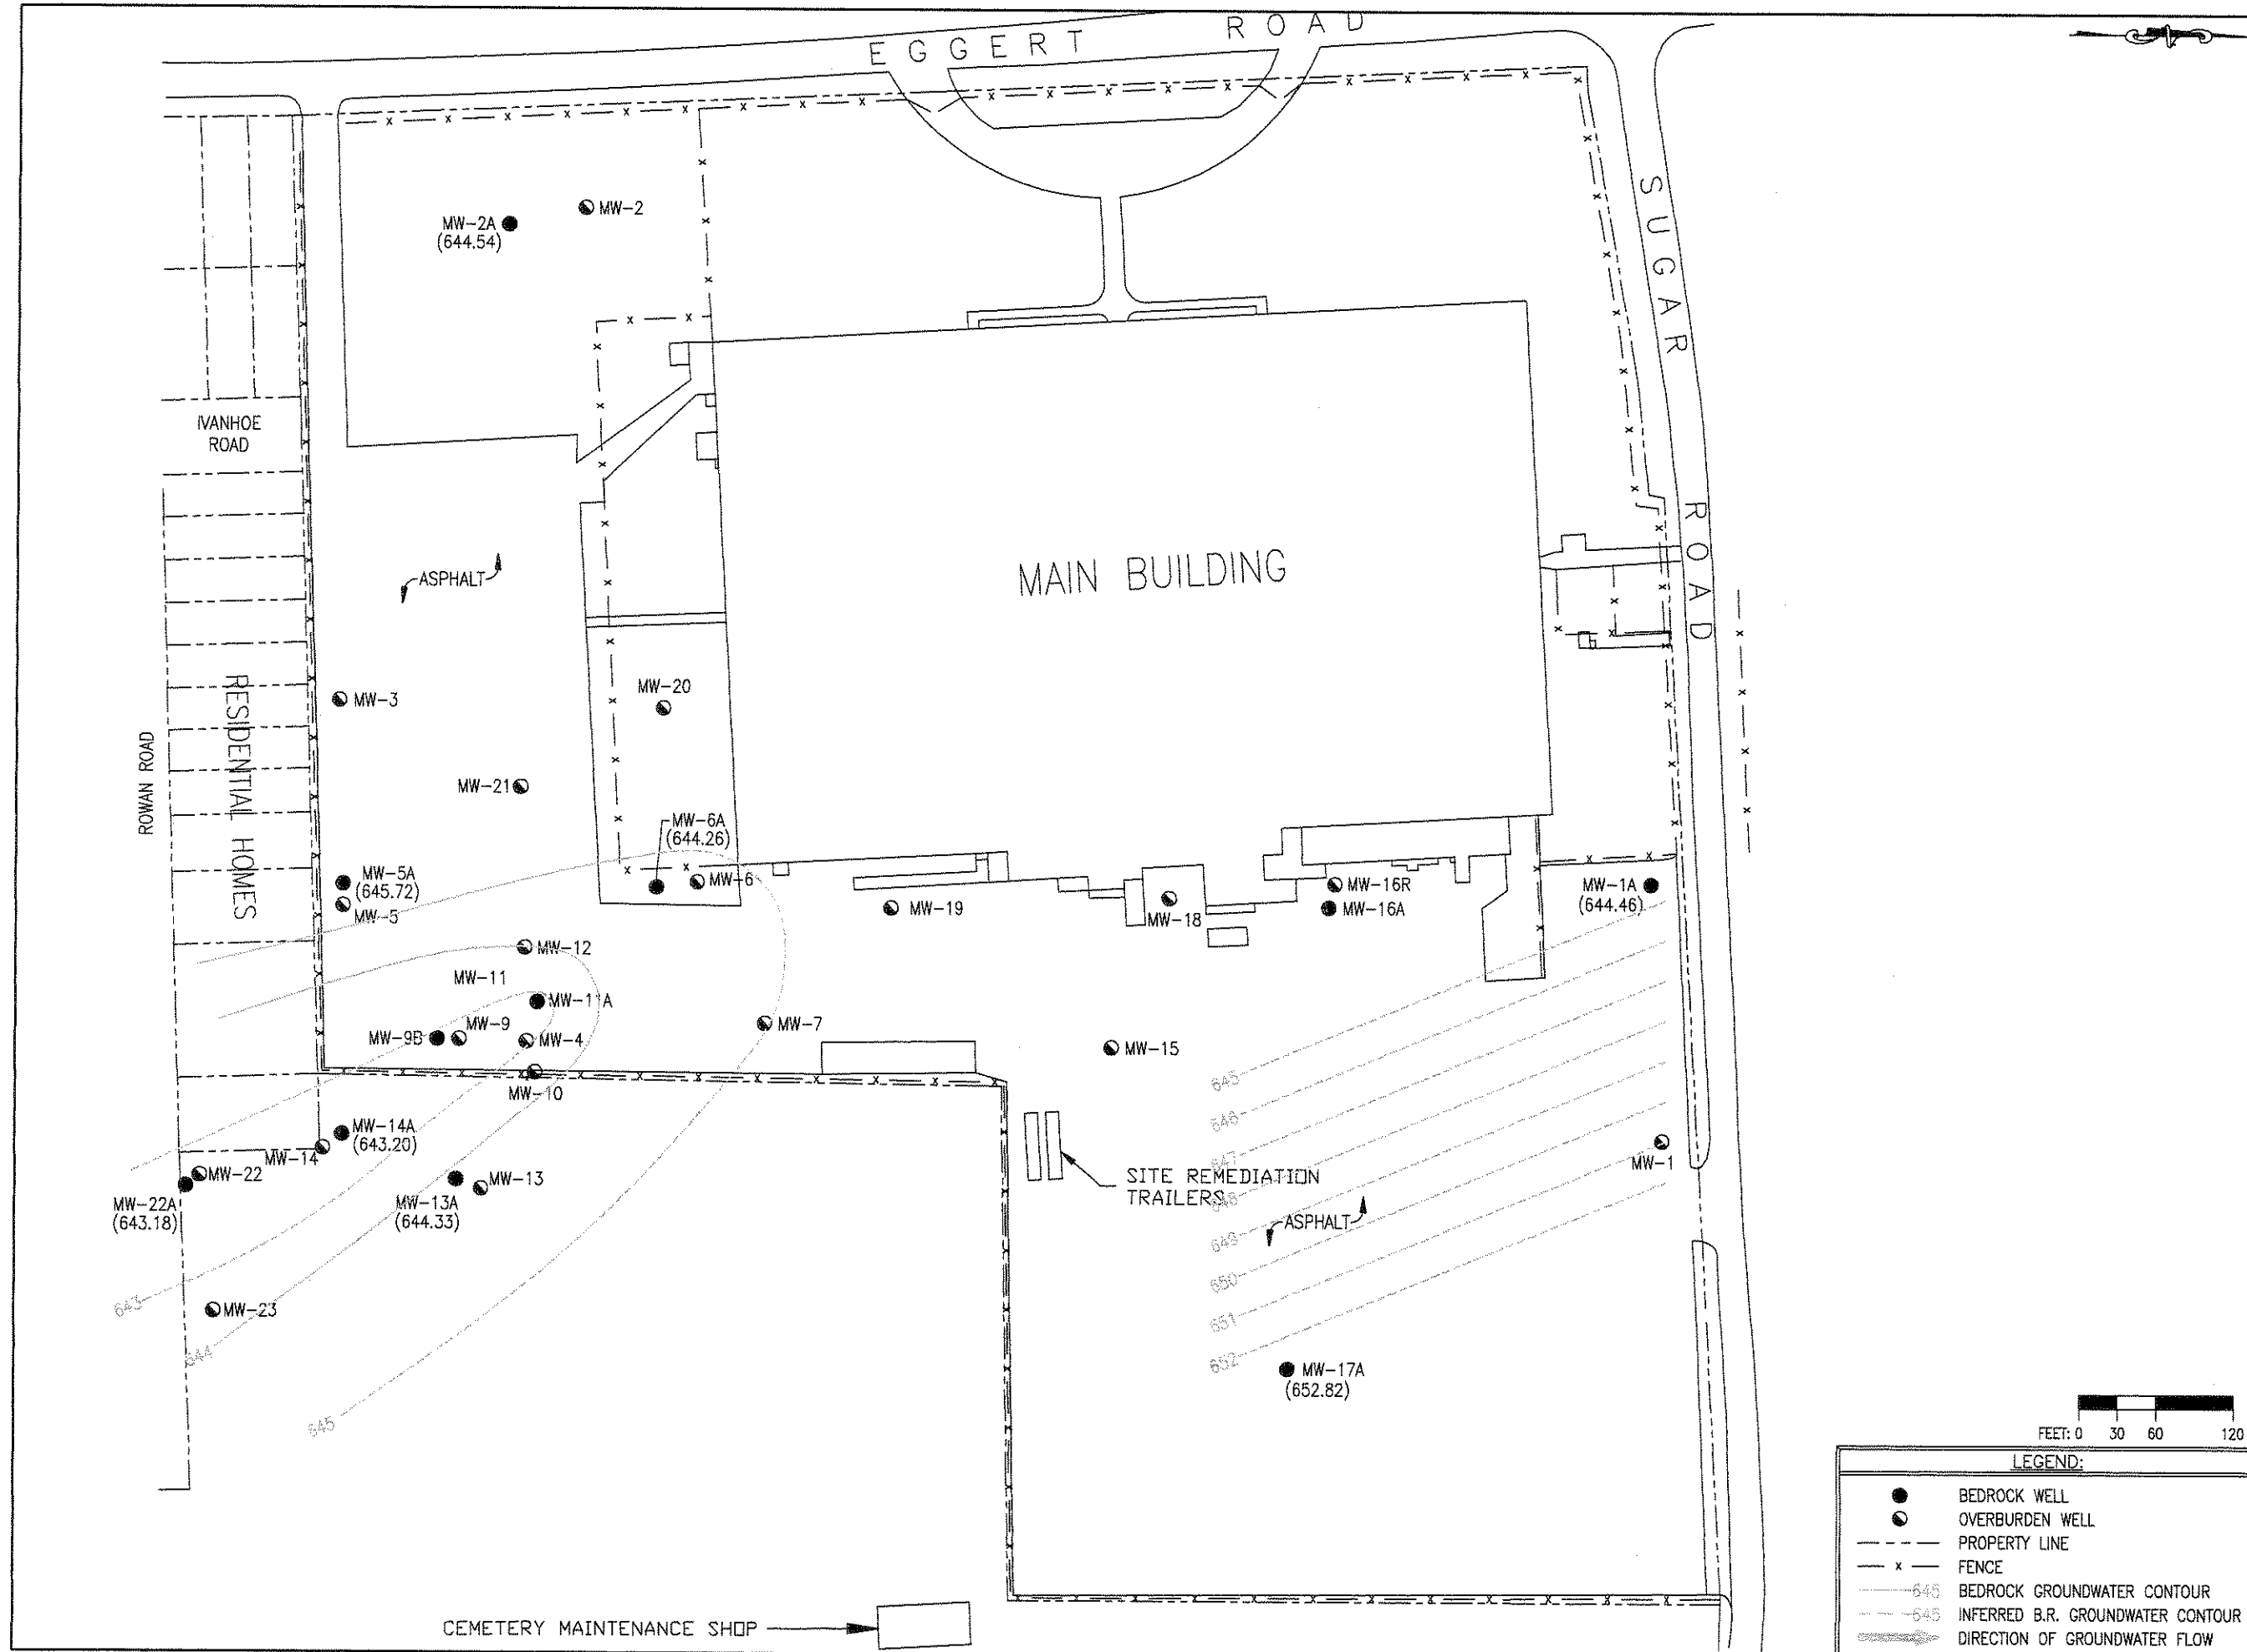 EGGERT ROAD
SUGAR ROAD
MW-2
MW-2A
(644.54)
IVANHOE
ROAD
ASPHALT
MAIN BUILDING
MW-3
MW-20
RESIDENTIAL HOMES
ROWAN ROAD
MW-21
MW-6A
(644.26)
MW-5A
(645.72)
MW-5
MW-6
MW-19
MW-18
MW-16R
MW-16A
MW-1A
(644.46)
MW-12
MW-11
MW-11A
MW-9B
MW-9
MW-4
MW-7
MW-15
MW-10
645
646
647
648
649
650
651
652
MW-14A
(643.20)
MW-14
MW-22
MW-22A
(643.18)
MW-13
MW-13A
(644.33)
MW-1
SITE REMEDIATION
TRAILERS
ASPHALT
643
MW-23
644
645
MW-17A
(652.82)
FEET: 0 30 60 120
LEGEND:
BEDROCK WELL
OVERBURDEN WELL
PROPERTY LINE
x FENCE
645 BEDROCK GROUNDWATER CONTOUR
645 INFERRED B.R. GROUNDWATER CONTOUR
DIRECTION OF GROUNDWATER FLOW
CEMETERY MAINTENANCE SHOP